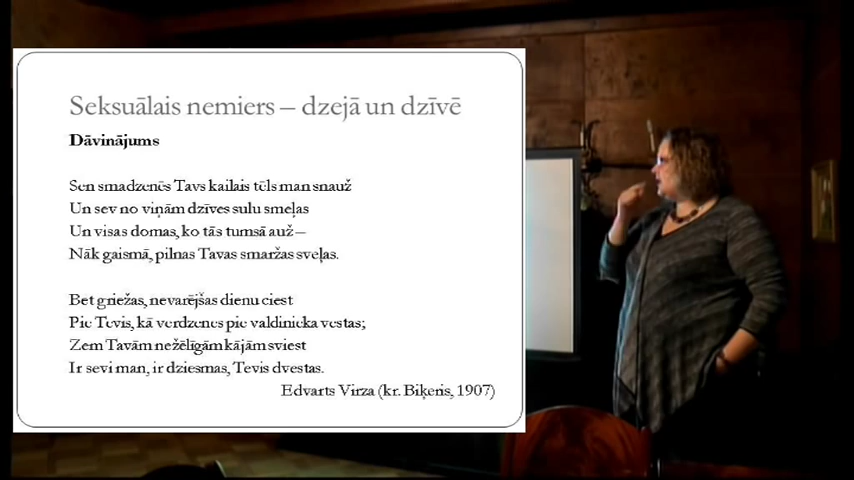 Seksuālais nemiers – dzejā un dzīvē
Dāvinājums
Sen smadzenēs Tavs kailais tēls man snauž
Un sev no viņām dzīves sulu smeļas
Un visas domas, ko tās tumsā auž –
Nāk gaismā, pilnas Tavas smaržas sveļas.
Bet griežas, nevarējšas dienu ciest
Pie Tevis, kā verdzenes pie valdinieka vestas;
Zem Tavām nežēlīgām kājām sviest
Ir sevi man, ir dziesmas, Tevis dvestas.
Edvarts Virza (kr. Biķeris, 1907)